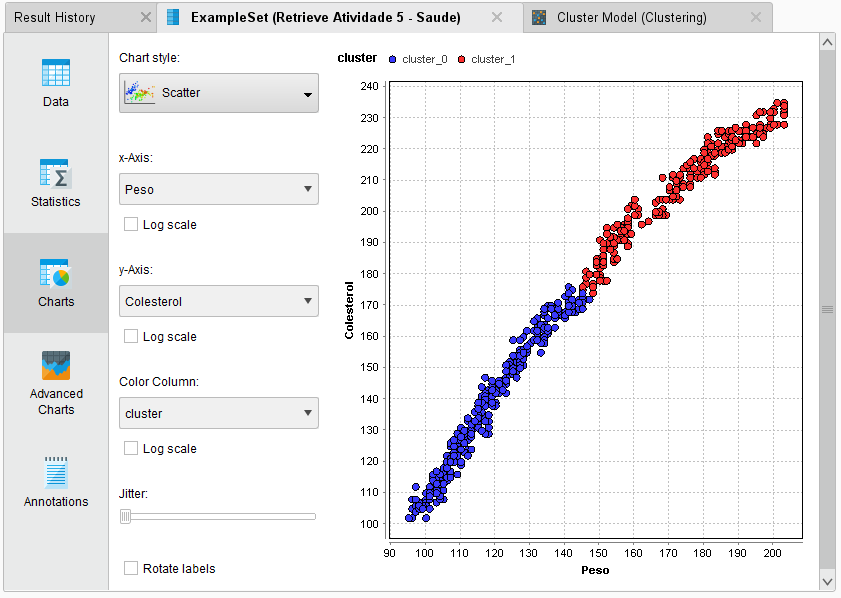 Result History
ExampleSet (Retrieve Atividade 5 - Saude)
Cluster Model (Clustering)
Data
Statistics
Charts
Advanced
Charts
Annotations
Chart style:
Scatter
x-Axis:
Peso
Log scale
y-Axis:
Colesterol
Log scale
Color Column:
cluster
Log scale
Jitter:
Rotate labels
cluster cluster_0 cluster_1
240
230
220
210
200
190
180
170
160
150
140
130
120
110
100
Colesterol
90 100 110 120 130 140 150 160 170 180 190 200
Peso